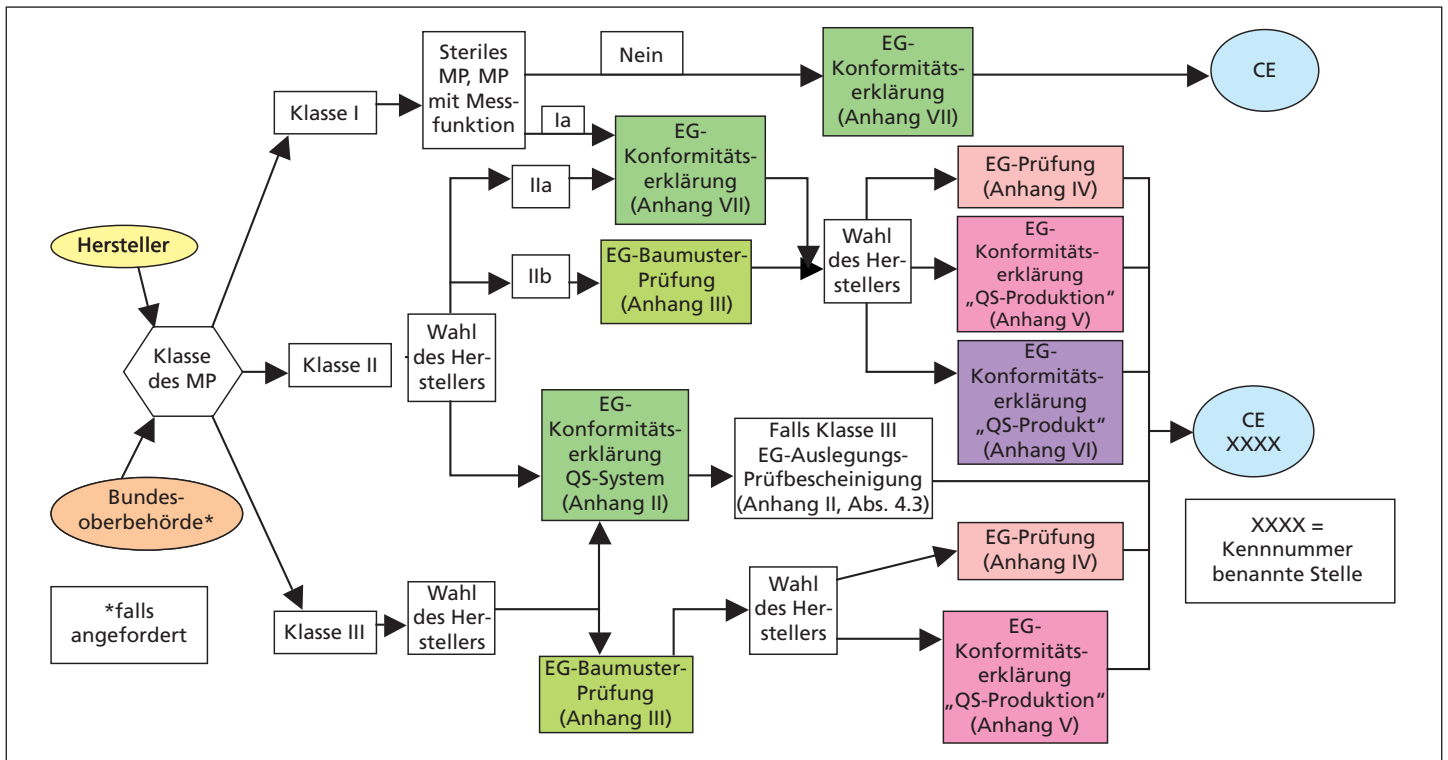 Steriles
MP, MP
mit Mess-
funktion
Nein
EG-
Konformitäts-
erklärung
(Anhang VII)
CE
Klasse I
Ia
EG-
Konformitäts-
erklärung
(Anhang VII)
IIa
EG-Prüfung
(Anhang IV)
Hersteller
Wahl
des Her-
stellers
EG-
Konformitäts-
erklärung
„QS-Produktion“
(Anhang V)
IIb
EG-Baumuster-
Prüfung
(Anhang III)
Klasse
des MP
Klasse II
Wahl
des Her-
stellers
EG-
Konformitäts-
erklärung
„QS-Produkt“
(Anhang VI)
EG-
Konformitäts-
erklärung
QS-System
(Anhang II)
Falls Klasse III
EG-Auslegungs-
Prüfbescheinigung
(Anhang II, Abs. 4.3)
CE
XXXX
Bundes-
oberbehörde*
EG-Prüfung
(Anhang IV)
XXXX =
Kennnummer
benannte Stelle
*falls
angefordert
Klasse III
Wahl
des Her-
stellers
Wahl
des Her-
stellers
EG-Baumuster-
Prüfung
(Anhang III)
EG-
Konformitäts-
erklärung
„QS-Produktion“
(Anhang V)